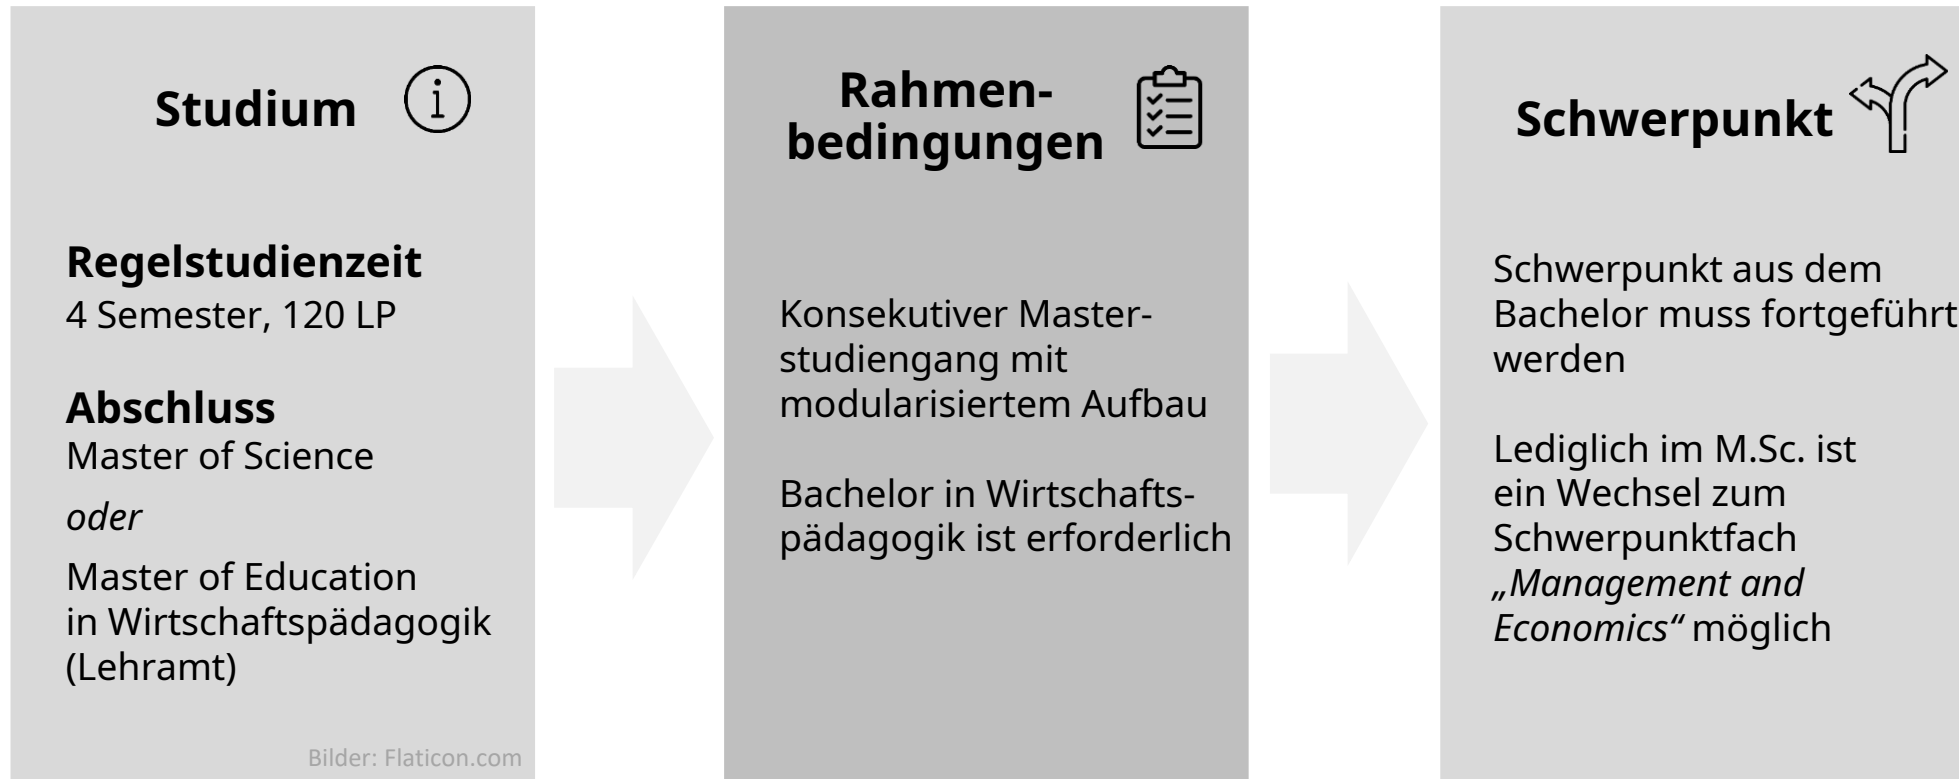 Studium
Regelstudienzeit
4 Semester, 120 LP
Abschluss
Master of Science
oder
Master of Education
in Wirtschaftspädagogik
(Lehramt)
Bilder: Flaticon.com
Rahmen-
bedingungen
Konsekutiver Master-
studiengang mit
modularisiertem Aufbau
Bachelor in Wirtschafts-
pädagogik ist erforderlich
Schwerpunkt
Schwerpunkt aus dem
Bachelor muss fortgeführt
werden
Lediglich im M.Sc. ist
ein Wechsel zum
Schwerpunktfach
„Management and
Economics“ möglich